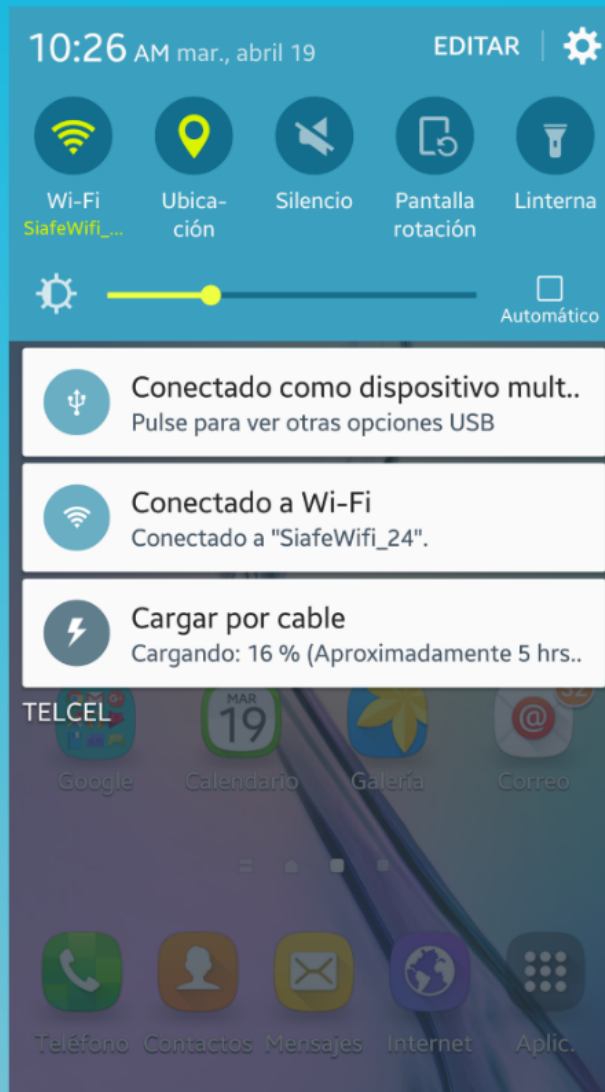 10:26 AM mar., abril 19 EDITAR
Wi-Fi Ubica- Silencio Pantalla Linterna
SiafeWifi_... ción rotación
Automático
Conectado como dispositivo mult..
Pulse para ver otras opciones USB
Conectado a Wi-Fi
Conectado a "SiafeWifi_24".
Cargar por cable
Cargando: 16 % (Aproximadamente 5 hrs..
TELCEL
MAR
19
32
Google Calendario Galería Correo
Teléfono Contactos Mensajes Internet Aplic.